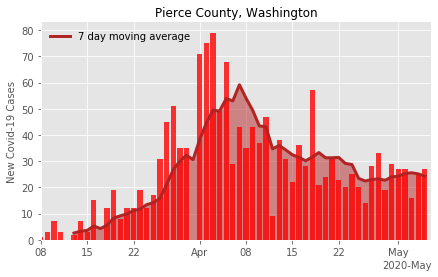 Pierce County, Washington
7 day moving average
New Covid-19 Cases
80
70
60
50
40
30
20
10
0
08 15 22 Apr 08 15 22 May
2020-May